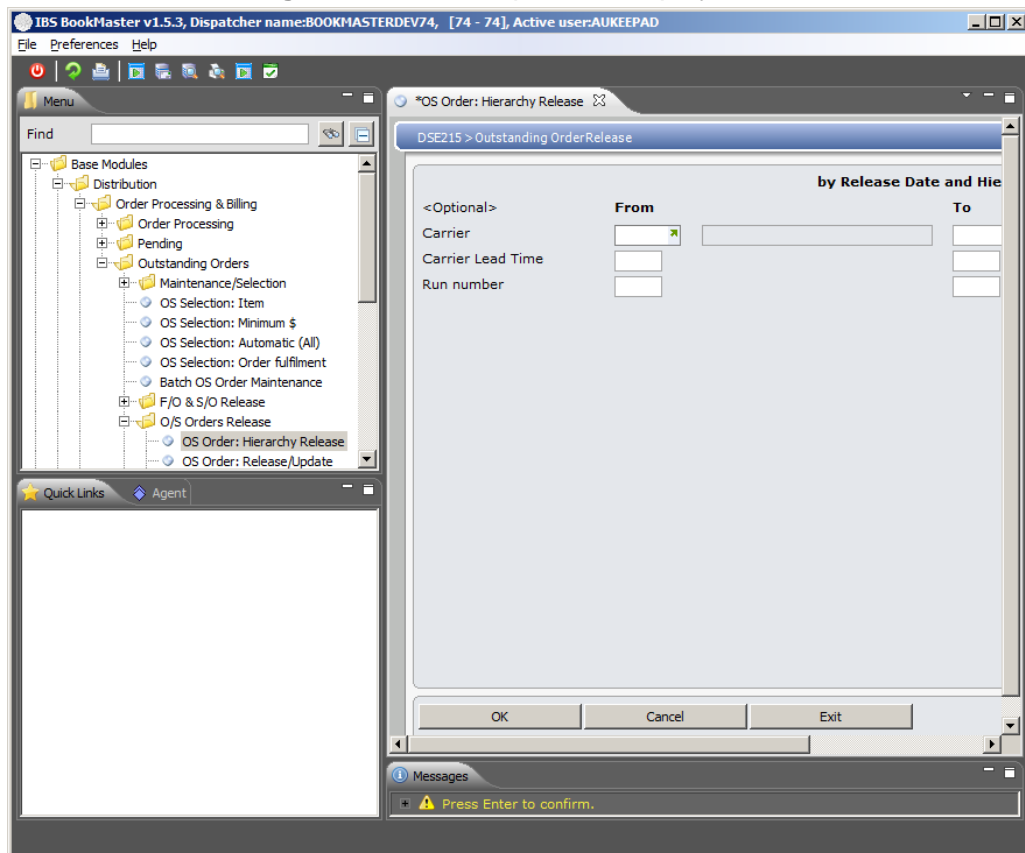 IBS BookMaster v1.5.3, Dispatcher name:BOOKMASTERDEV74, [74 - 74], Active user:AUKEEPAD
File Preferences Help
Menu
Find
Base Modules
Distribution
Order Processing & Billing
Order Processing
Pending
Outstanding Orders
Maintenance/Selection
OS Selection: Item
OS Selection: Minimum $
OS Selection: Automatic (All)
OS Selection: Order fulfilment
Batch OS Order Maintenance
F/O & S/O Release
O/S Orders Release
OS Order: Hierarchy Release
OS Order: Release/Update
Quick Links Agent
*OS Order: Hierarchy Release
DSE215 > Outstanding OrderRelease
by Release Date and Hie
<Optional> From To
Carrier
Carrier Lead Time
Run number
OK Cancel Exit
Messages
Press Enter to confirm.